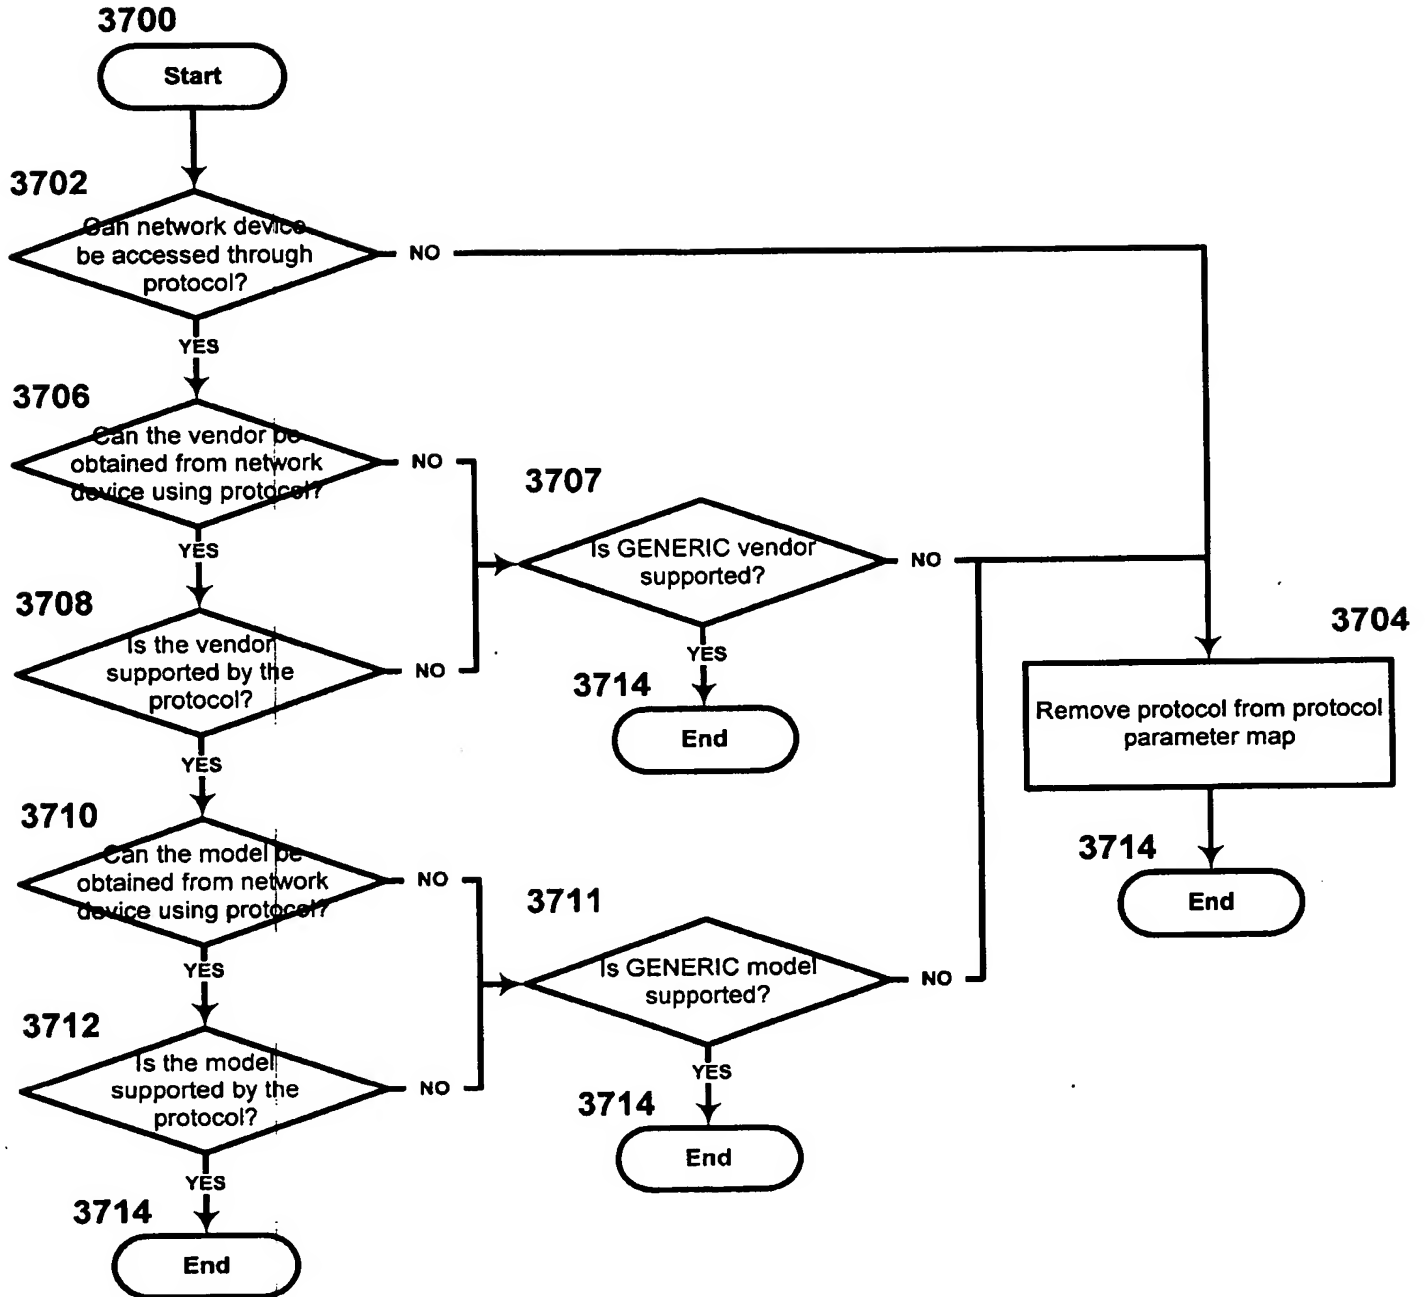 3700
Start
3702
Can network device
be accessed through
protocol?
NO
YES
3706
Can the vendor be
obtained from network
device using protocol?
NO
YES
3707
Is GENERIC vendor
supported?
NO
YES
3714
End
3708
Is the vendor
supported by the
protocol?
NO
YES
3704
Remove protocol from protocol
parameter map
3714
End
3710
Can the model be
obtained from network
device using protocol?
NO
YES
3711
Is GENERIC model
supported?
NO
YES
3714
End
3712
Is the model
supported by the
protocol?
NO
YES
3714
End